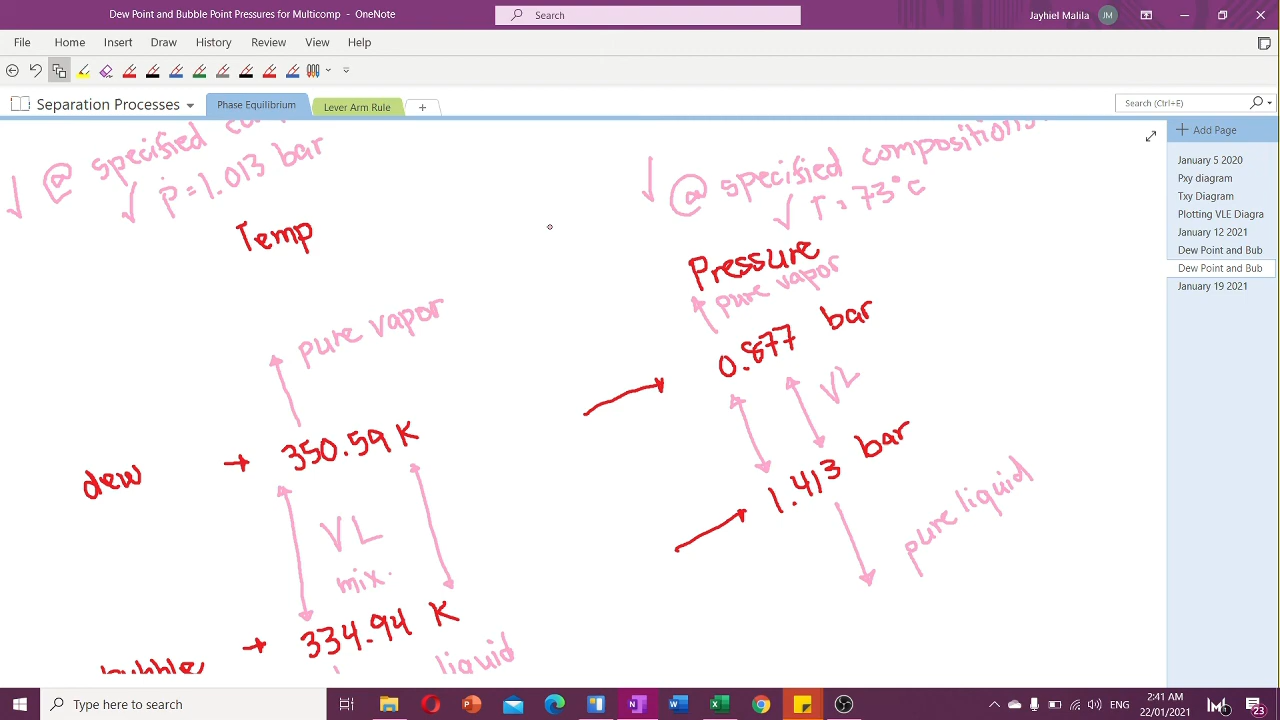 Dew Point and Bubble Point Pressures for Multicomp - OneNote
Search
Jayhiel Malila
JM
File Home Insert Draw History Review View Help
Separation Processes
Phase Equilibrium
Lever Arm Rule
Search (Ctrl+E)
Add Page
January 5 2020
Pxy diagram
Txy Diagram
Plotting VLE Diagra
January 12 2021
Dew Point and Bub
Dew Point and Bub
January 19 2021
@ specified
P = 1.013 bar
Temp
pure vapor
dew → 350.59 K
VL
mix.
bubble → 334.94 K
liquid
@ specified compositions
T = 73°C
Pressure
pure vapor
0.877 bar
VL
1.413 bar
pure liquid
Type here to search
ENG
2:41 AM
22/01/2021
23